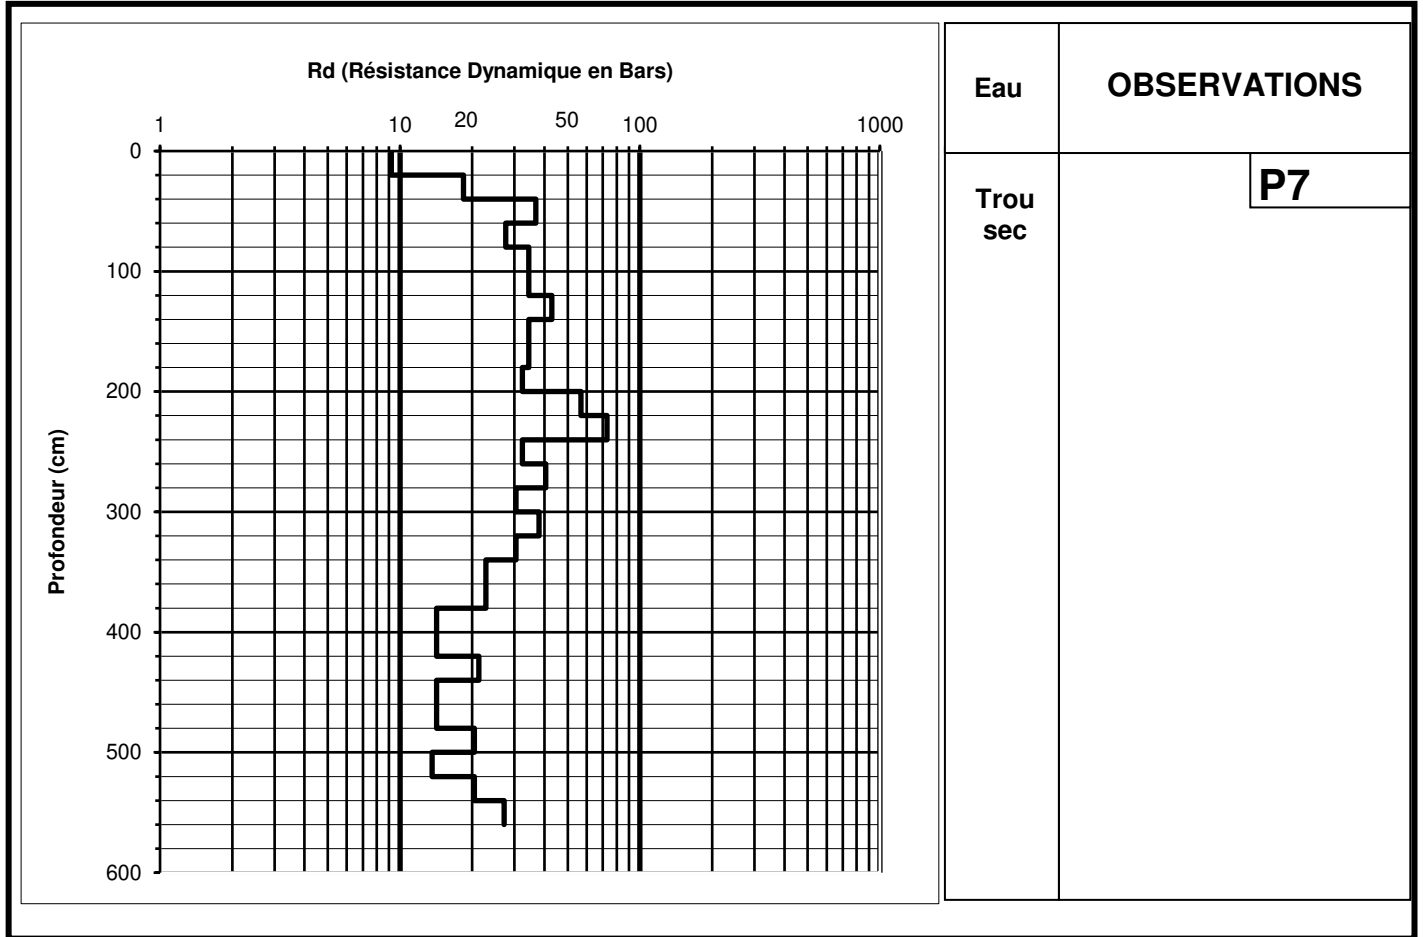 Rd (Résistance Dynamique en Bars)
1 10 20 50 100 1000
0
100
200
300
400
500
600
Profondeur (cm)
Eau
OBSERVATIONS
Trou
sec
P7